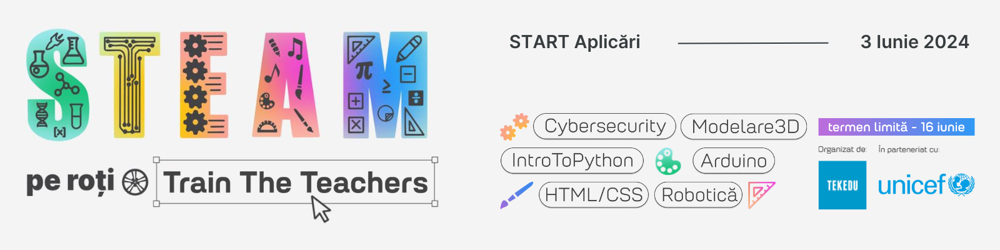 STEAM
pe roți Train The Teachers
START Aplicări 3 Iunie 2024
Cybersecurity Modelare3D
IntroToPython Arduino
HTML/CSS Robotică
termen limită - 16 iunie
Organizat de: În parteneriat cu:
TEKEDU unicef